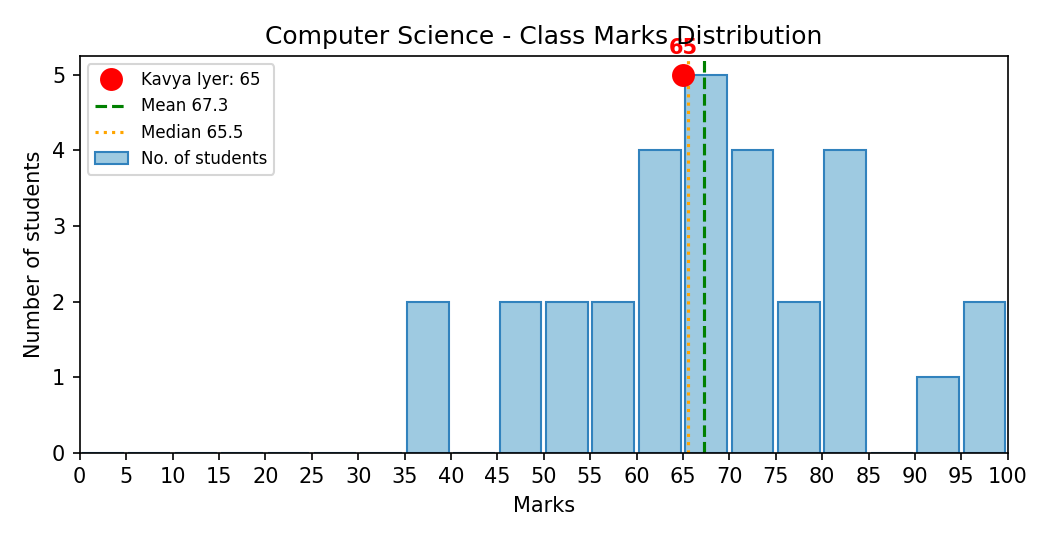 Computer Science - Class Marks Distribution
65
Kavya Iyer: 65
Mean 67.3
Median 65.5
No. of students
Number of students
5
4
3
2
1
0
0 5 10 15 20 25 30 35 40 45 50 55 60 65 70 75 80 85 90 95 100
Marks